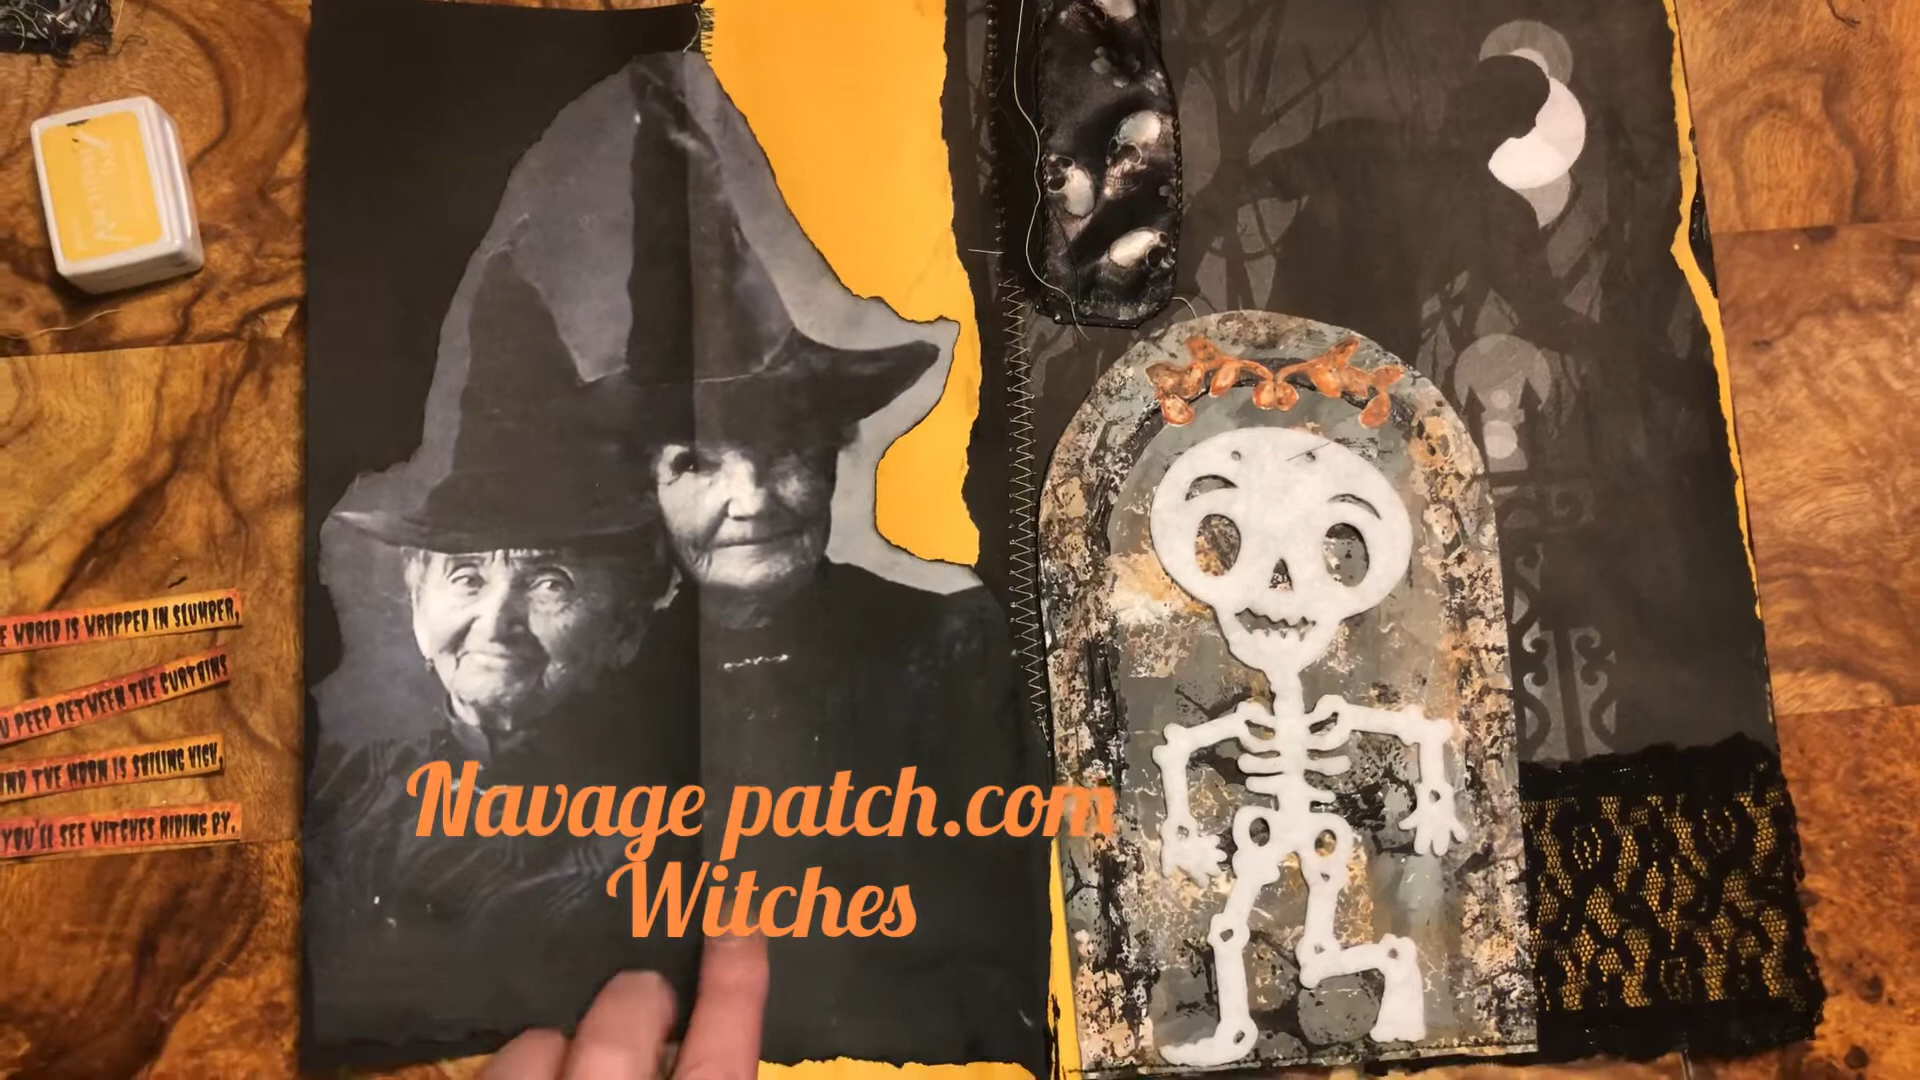 E WORLD IS WRAPPED IN SLUMBER,
PEEP BETWEEN THE CURTAINS
ND THE MOON IS SAILING HIGH,
YOU'LL SEE WITCHES RIDING BY.
Navage patch.com
Witches